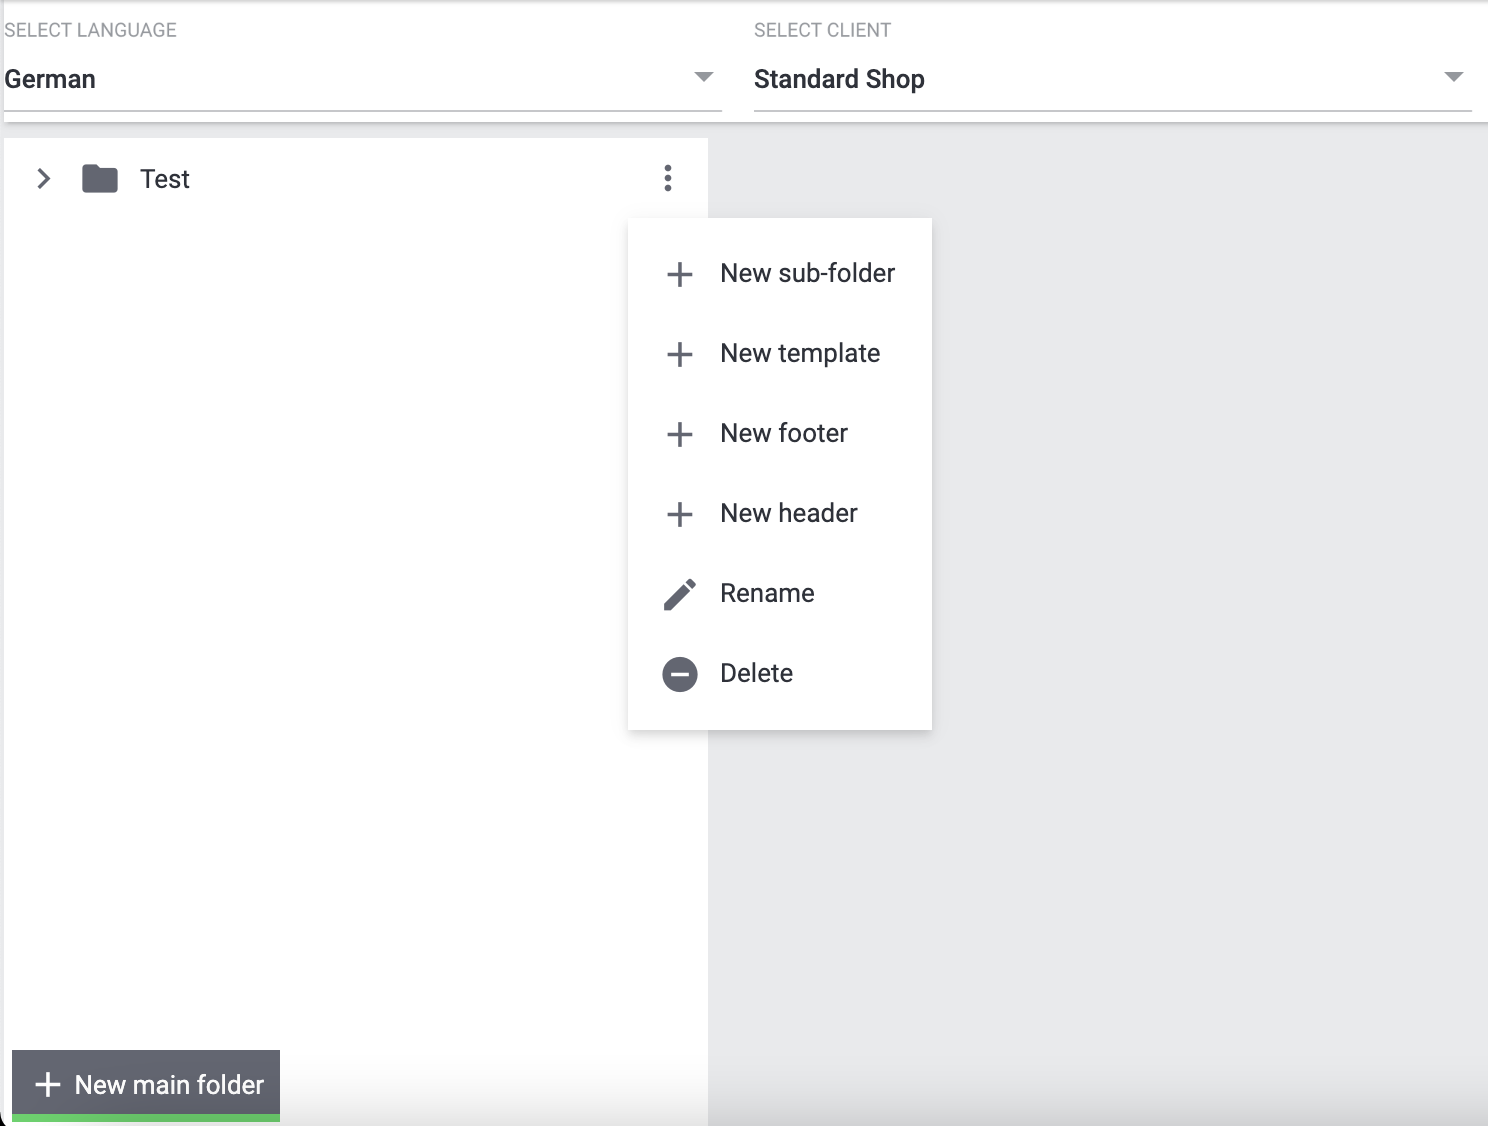 SELECT LANGUAGE
German
SELECT CLIENT
Standard Shop
Test
New sub-folder
New template
New footer
New header
Rename
Delete
New main folder